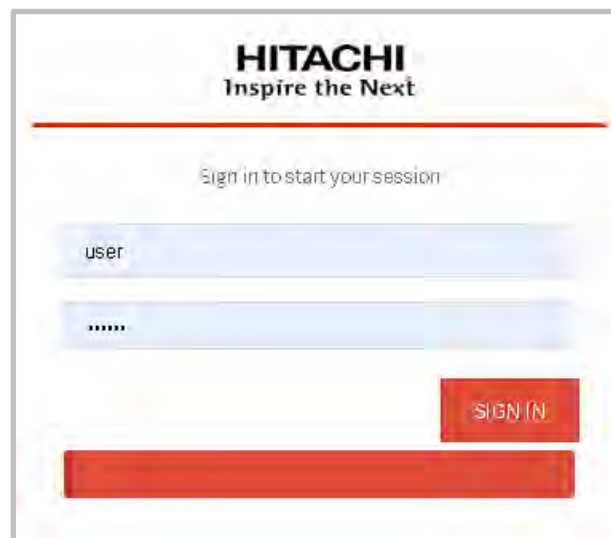 HITACHI
Inspire the Next
Sign in to start your session
user
••••••
SIGN IN